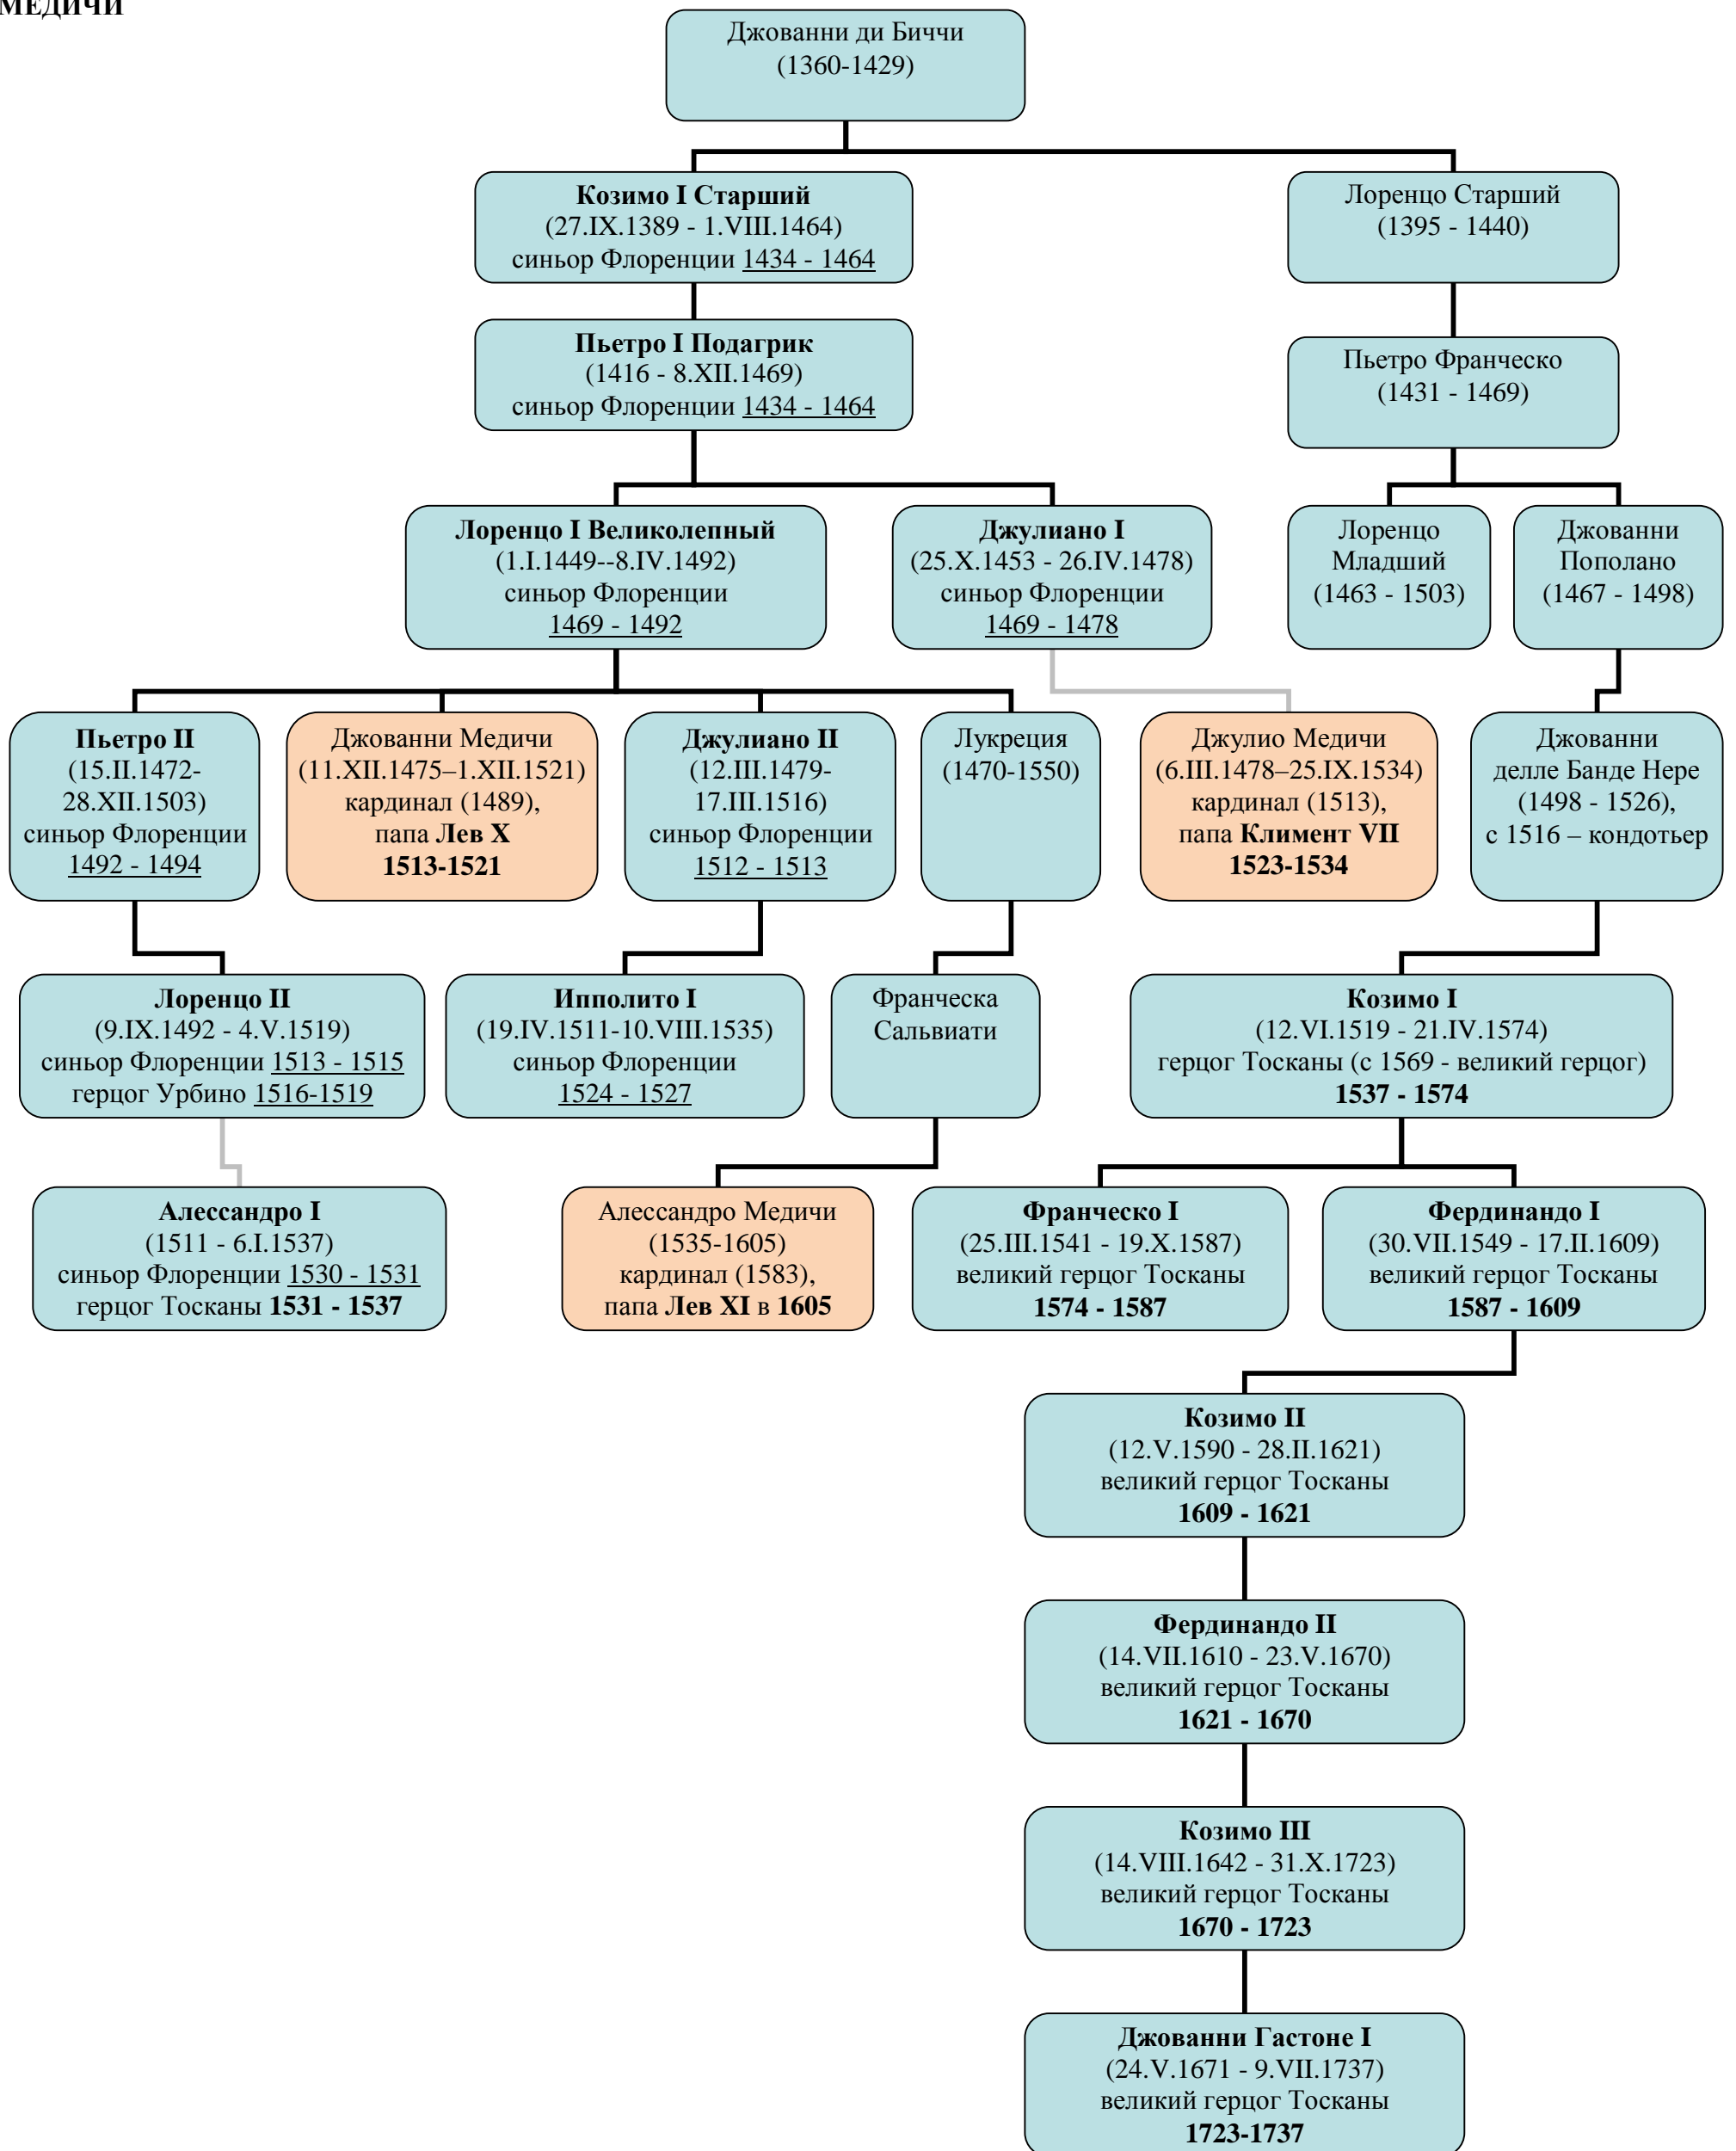 МЕДИЧИ
Джованни ди Биччи
(1360-1429)
Козимо I Старший
(27.IX.1389 - 1.VIII.1464)
синьор Флоренции 1434 - 1464
Лоренцо Старший
(1395 - 1440)
Пьетро I Подагрик
(1416 - 8.XII.1469)
синьор Флоренции 1434 - 1464
Пьетро Франческо
(1431 - 1469)
Лоренцо I Великолепный
(1.I.1449--8.IV.1492)
синьор Флоренции
1469 - 1492
Джулиано I
(25.X.1453 - 26.IV.1478)
синьор Флоренции
1469 - 1478
Лоренцо
Младший
(1463 - 1503)
Джованни
Пополано
(1467 - 1498)
Пьетро II
(15.II.1472-
28.XII.1503)
синьор Флоренции
1492 - 1494
Джованни Медичи
(11.XII.1475–1.XII.1521)
кардинал (1489),
папа Лев X
1513-1521
Джулиано II
(12.III.1479-
17.III.1516)
синьор Флоренции
1512 - 1513
Лукреция
(1470-1550)
Джулио Медичи
(6.III.1478–25.IX.1534)
кардинал (1513),
папа Климент VII
1523-1534
Джованни
делле Банде Нере
(1498 - 1526),
с 1516 – кондотьер
Лоренцо II
(9.IX.1492 - 4.V.1519)
синьор Флоренции 1513 - 1515
герцог Урбино 1516-1519
Ипполито I
(19.IV.1511-10.VIII.1535)
синьор Флоренции
1524 - 1527
Франческа
Сальвиати
Козимо I
(12.VI.1519 - 21.IV.1574)
герцог Тосканы (с 1569 - великий герцог)
1537 - 1574
Алессандро I
(1511 - 6.I.1537)
синьор Флоренции 1530 - 1531
герцог Тосканы 1531 - 1537
Алессандро Медичи
(1535-1605)
кардинал (1583),
папа Лев XI в 1605
Франческо I
(25.III.1541 - 19.X.1587)
великий герцог Тосканы
1574 - 1587
Фердинандо I
(30.VII.1549 - 17.II.1609)
великий герцог Тосканы
1587 - 1609
Козимо II
(12.V.1590 - 28.II.1621)
великий герцог Тосканы
1609 - 1621
Фердинандо II
(14.VII.1610 - 23.V.1670)
великий герцог Тосканы
1621 - 1670
Козимо III
(14.VIII.1642 - 31.X.1723)
великий герцог Тосканы
1670 - 1723
Джованни Гастоне I
(24.V.1671 - 9.VII.1737)
великий герцог Тосканы
1723-1737